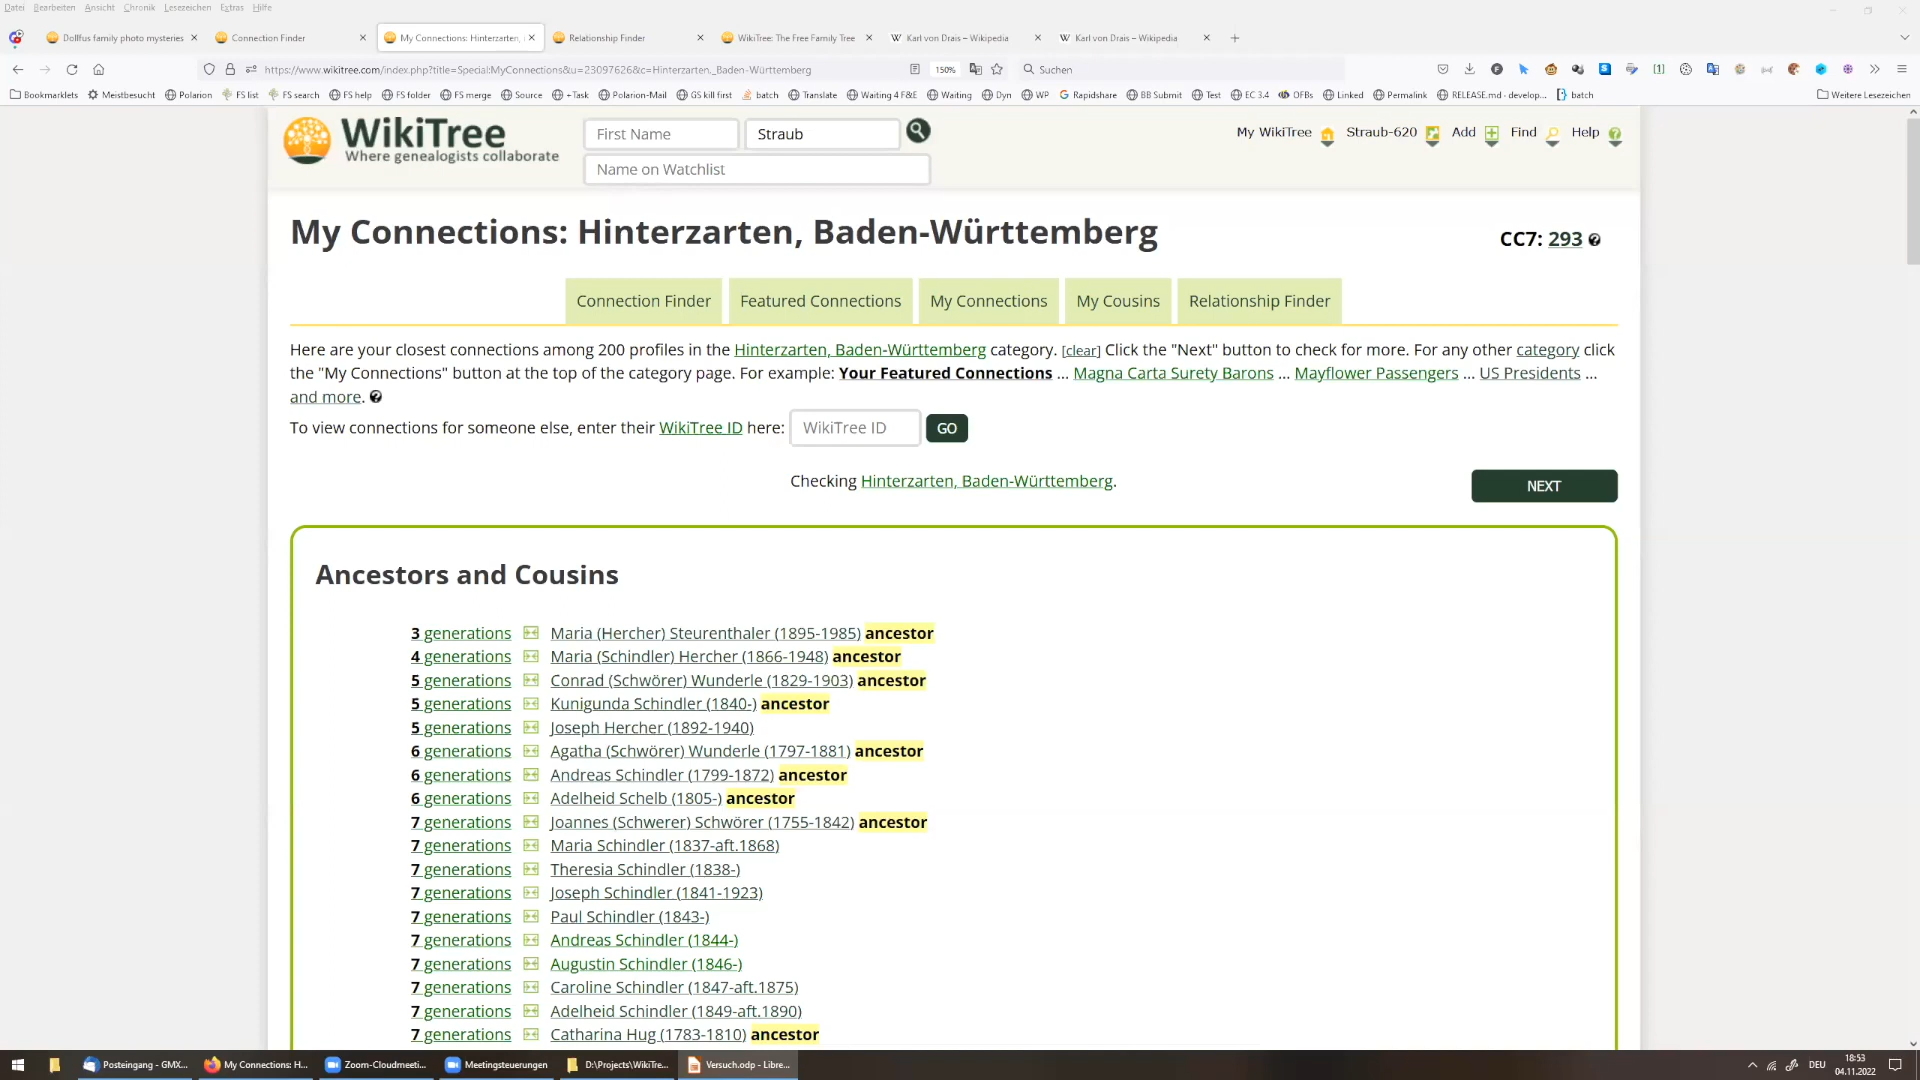 Datei Bearbeiten Ansicht Chronik Lesezeichen Extras Hilfe
Dollfus family photo mysteries
Connection Finder
My Connections: Hinterzarten,
Relationship Finder
WikiTree: The Free Family Tree
Karl von Drais – Wikipedia
Karl von Drais – Wikipedia
https://www.wikitree.com/index.php?title=Special:MyConnections&u=23097626&c=Hinterzarten,_Baden-Württemberg
150%
Suchen
Bookmarklets Meistbesucht Polarion FS list FS search FS help FS folder FS merge Source +Task Polarion-Mail GS kill first batch Translate Waiting 4 F&E Waiting Dyn WP Rapidshare BB Submit Test EC 3.4 OFBs Linked Permalink RELEASE.md - develop... batch Weitere Lesezeichen
WikiTree
Where genealogists collaborate
First Name
Straub
Name on Watchlist
My WikiTree Straub-620 Add Find Help
My Connections: Hinterzarten, Baden-Württemberg
CC7: 293
Connection Finder
Featured Connections
My Connections
My Cousins
Relationship Finder
Here are your closest connections among 200 profiles in the Hinterzarten, Baden-Württemberg category. [clear] Click the "Next" button to check for more. For any other category click
the "My Connections" button at the top of the category page. For example: Your Featured Connections ... Magna Carta Surety Barons ... Mayflower Passengers ... US Presidents ...
and more.
To view connections for someone else, enter their WikiTree ID here: WikiTree ID GO
Checking Hinterzarten, Baden-Württemberg.
NEXT
Ancestors and Cousins
3 generations Maria (Hercher) Steurenthaler (1895-1985) ancestor
4 generations Maria (Schindler) Hercher (1866-1948) ancestor
5 generations Conrad (Schwörer) Wunderle (1829-1903) ancestor
5 generations Kunigunda Schindler (1840-) ancestor
5 generations Joseph Hercher (1892-1940)
6 generations Agatha (Schwörer) Wunderle (1797-1881) ancestor
6 generations Andreas Schindler (1799-1872) ancestor
6 generations Adelheid Schelb (1805-) ancestor
7 generations Joannes (Schwerer) Schwörer (1755-1842) ancestor
7 generations Maria Schindler (1837-aft.1868)
7 generations Theresia Schindler (1838-)
7 generations Joseph Schindler (1841-1923)
7 generations Paul Schindler (1843-)
7 generations Andreas Schindler (1844-)
7 generations Augustin Schindler (1846-)
7 generations Caroline Schindler (1847-aft.1875)
7 generations Adelheid Schindler (1849-aft.1890)
7 generations Catharina Hug (1783-1810) ancestor
Posteingang - GMX...
My Connections: H...
Zoom-Cloudmeeti...
Meetingsteuerungen
D:\Projects\WikiTre...
Versuch.odp - Libre...
DEU
18:53
04.11.2022